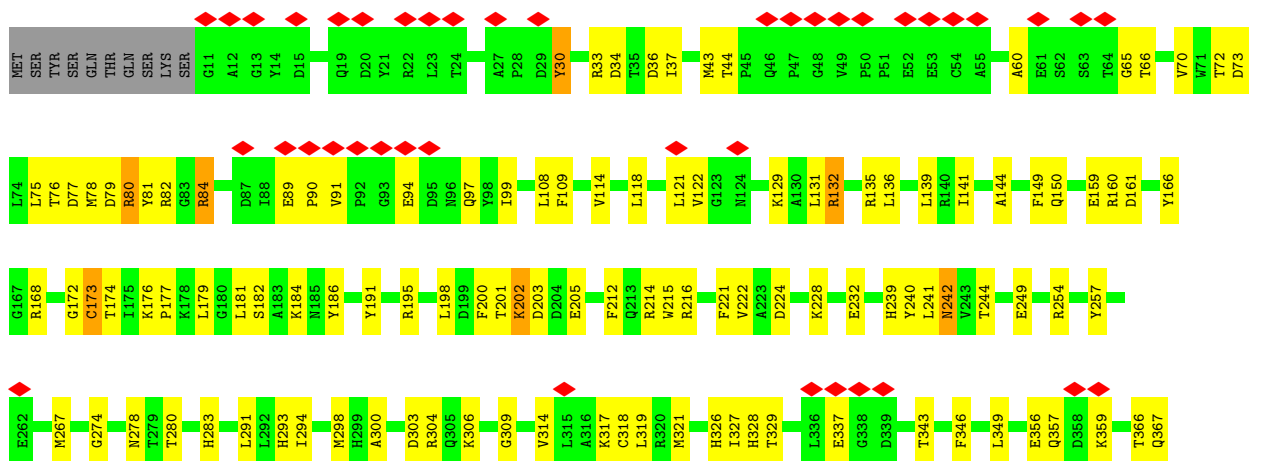 MET SER TYR SER GLN THR GLN SER LYS SER G11 A12 G13 Y14 D15 Q19 D20 Y21 R22 L23 T24 A27 P28 D29 Y30 R33 D34 T35 D36 I37 M43 T44 P45 Q46 P47 G48 V49 P50 P51 E52 E53 C54 A55 A60 E61 S62 S63 T64 G65 T66 V70 W71 T72 D73
L74 L75 T76 D77 M78 D79 R80 Y81 R82 G83 R84 D87 I88 E89 P90 V91 P92 G93 E94 D95 N96 Q97 Y98 I99 L108 F109 V114 L118 L121 V122 G123 N124 K129 A130 L131 R132 R135 L136 L139 R140 I141 A144 F149 Q150 E159 R160 D161 Y166
G167 R168 G172 C173 T174 I175 K176 P177 K178 L179 G180 L181 S182 A183 K184 N185 Y186 Y191 R195 L198 D199 F200 T201 K202 D203 D204 E205 F212 Q213 R214 W215 R216 F221 V222 A223 D224 K228 E232 H239 Y240 L241 N242 V243 T244 E249 R254 Y257
E262 M267 G274 N278 T279 T280 H283 L291 L292 H293 I294 M298 H299 A300 D303 R304 Q305 K306 G309 V314 L315 A316 K317 C318 L319 R320 M321 H326 I327 H328 T329 L336 E337 G338 D339 T343 F346 L349 E356 Q357 D358 K359 T366 Q367